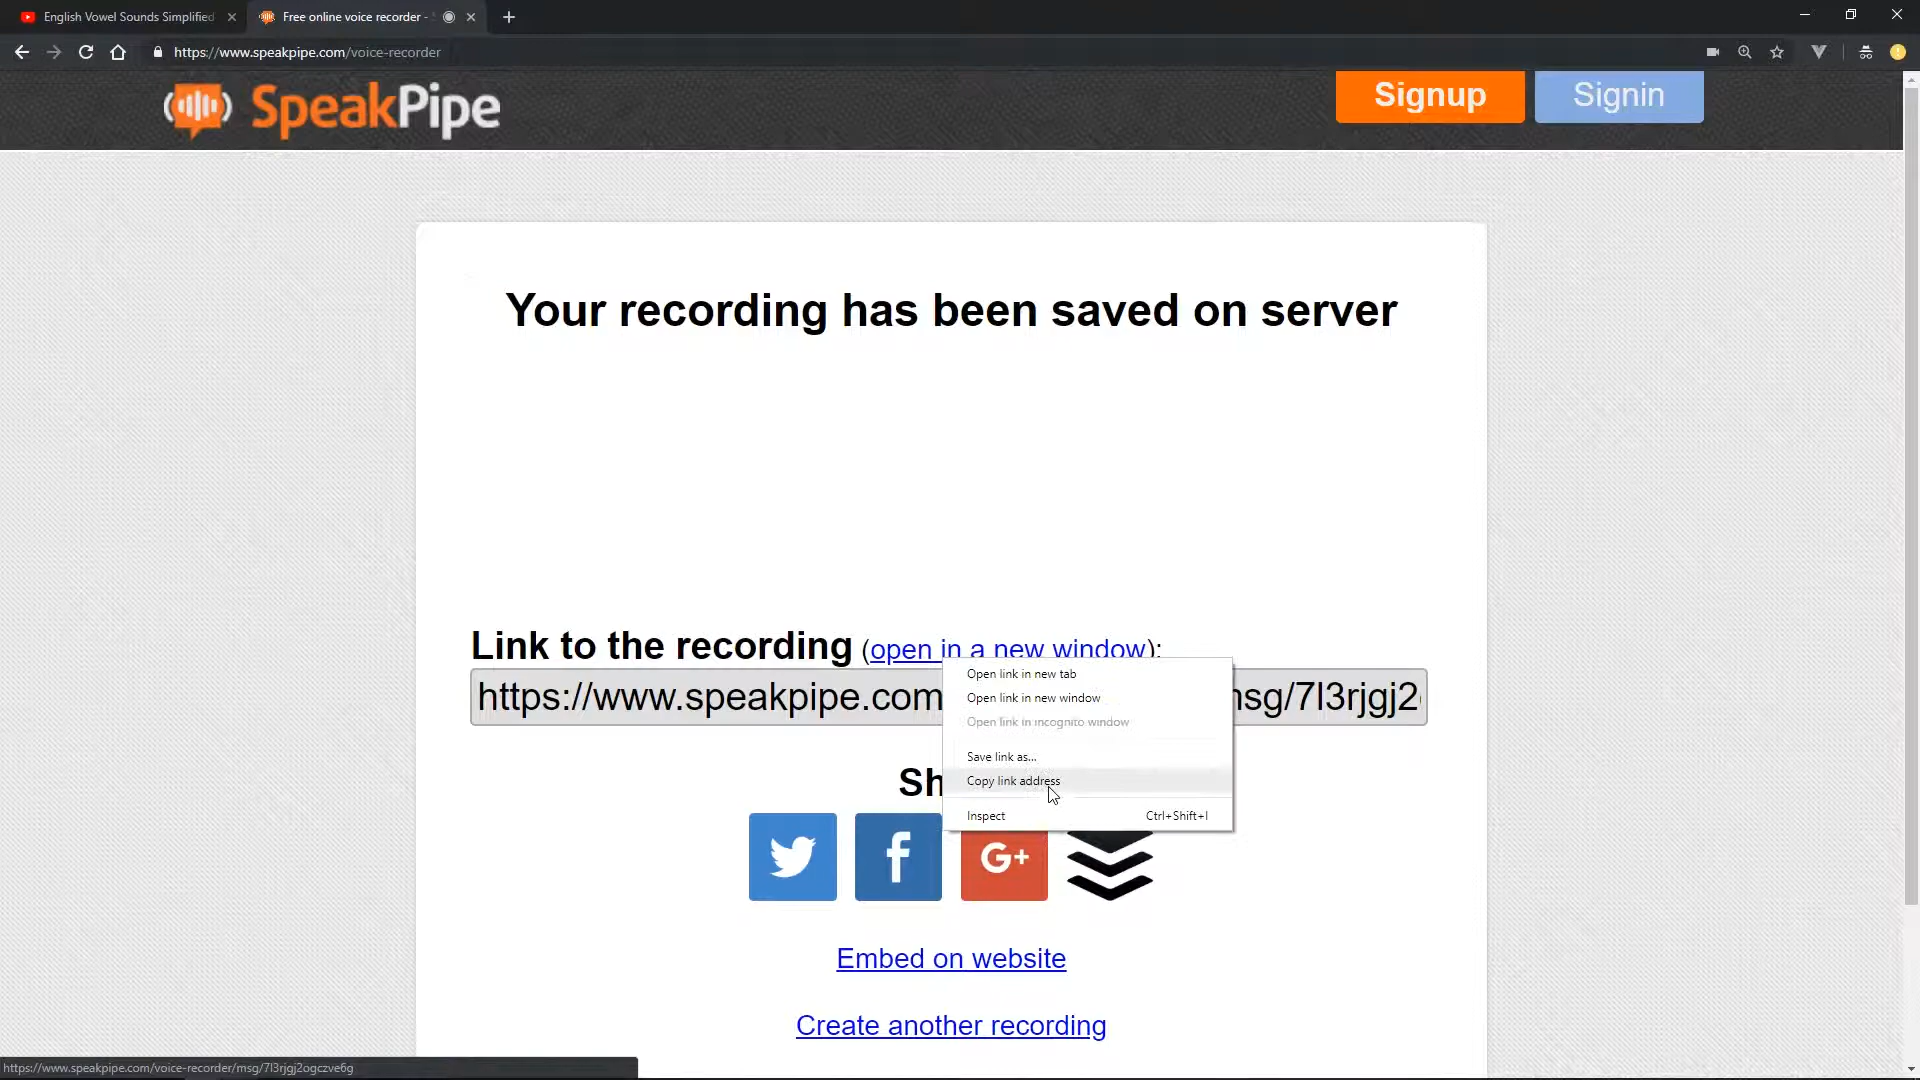 English Vowel Sounds Simplified
Free online voice recorder -
https://www.speakpipe.com/voice-recorder
SpeakPipe
Signup
Signin
Your recording has been saved on server
Link to the recording (open in a new window):
https://www.speakpipe.com
msg/7l3rjgj2
Open link in new tab
Open link in new window
Open link in incognito window
Save link as...
Copy link address
Inspect Ctrl+Shift+I
Sh
G+
Embed on website
Create another recording
https://www.speakpipe.com/voice-recorder/msg/7l3rjgj2ogczve6g